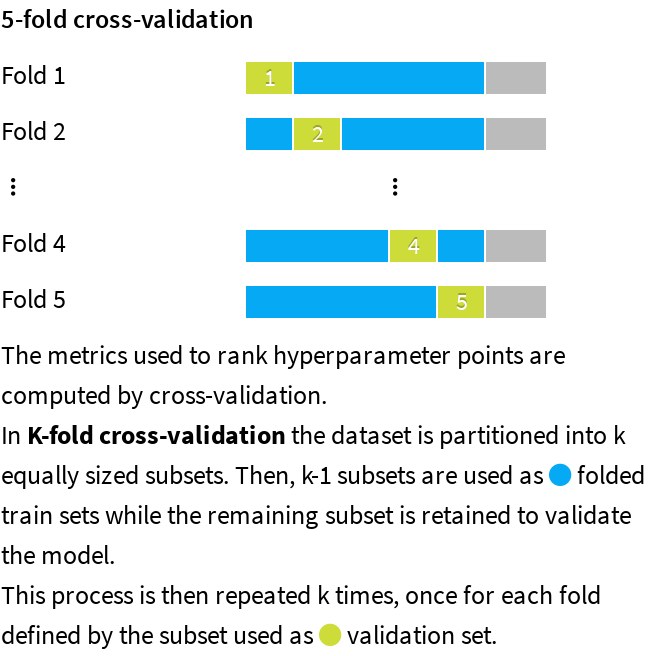 5-fold cross-validation
Fold 1
1
Fold 2
2
⋮ ⋮
Fold 4
4
Fold 5
5
The metrics used to rank hyperparameter points are
computed by cross-validation.
In K-fold cross-validation the dataset is partitioned into k
equally sized subsets. Then, k-1 subsets are used as folded
train sets while the remaining subset is retained to validate
the model.
This process is then repeated k times, once for each fold
defined by the subset used as validation set.